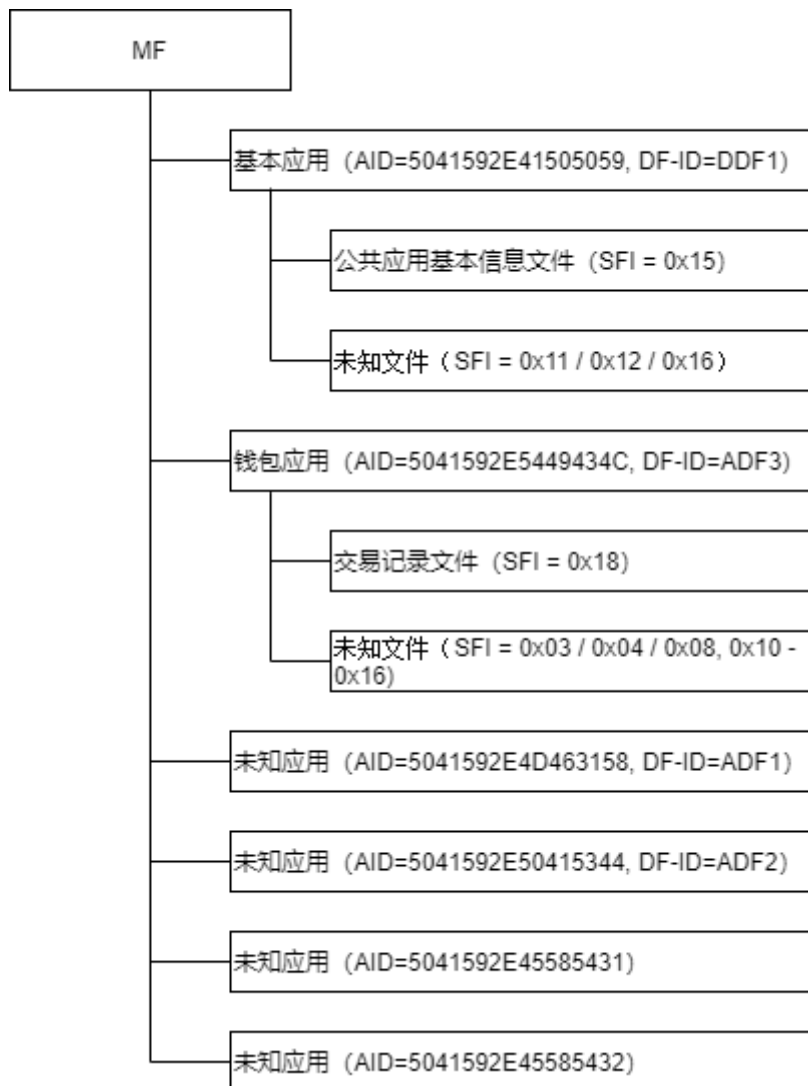 MF
基本应用（AID=5041592E41505059, DF-ID=DDF1）
公共应用基本信息文件（SFI = 0x15）
未知文件（SFI = 0x11 / 0x12 / 0x16）
钱包应用（AID=5041592E5449434C, DF-ID=ADF3）
交易记录文件（SFI = 0x18）
未知文件（SFI = 0x03 / 0x04 / 0x08, 0x10 -
0x16)
未知应用（AID=5041592E4D463158, DF-ID=ADF1）
未知应用（AID=5041592E50415344, DF-ID=ADF2）
未知应用（AID=5041592E45585431）
未知应用（AID=5041592E45585432）